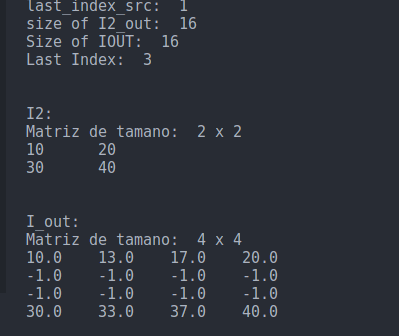 last_index_src:  1
size of I2_out:  16
Size of IOUT:  16
Last Index:  3
I2:
Matriz de tamano:  2 x 2
10      20
30      40
I_out:
Matriz de tamano:  4 x 4
10.0    13.0    17.0    20.0
-1.0    -1.0    -1.0    -1.0
-1.0    -1.0    -1.0    -1.0
30.0    33.0    37.0    40.0